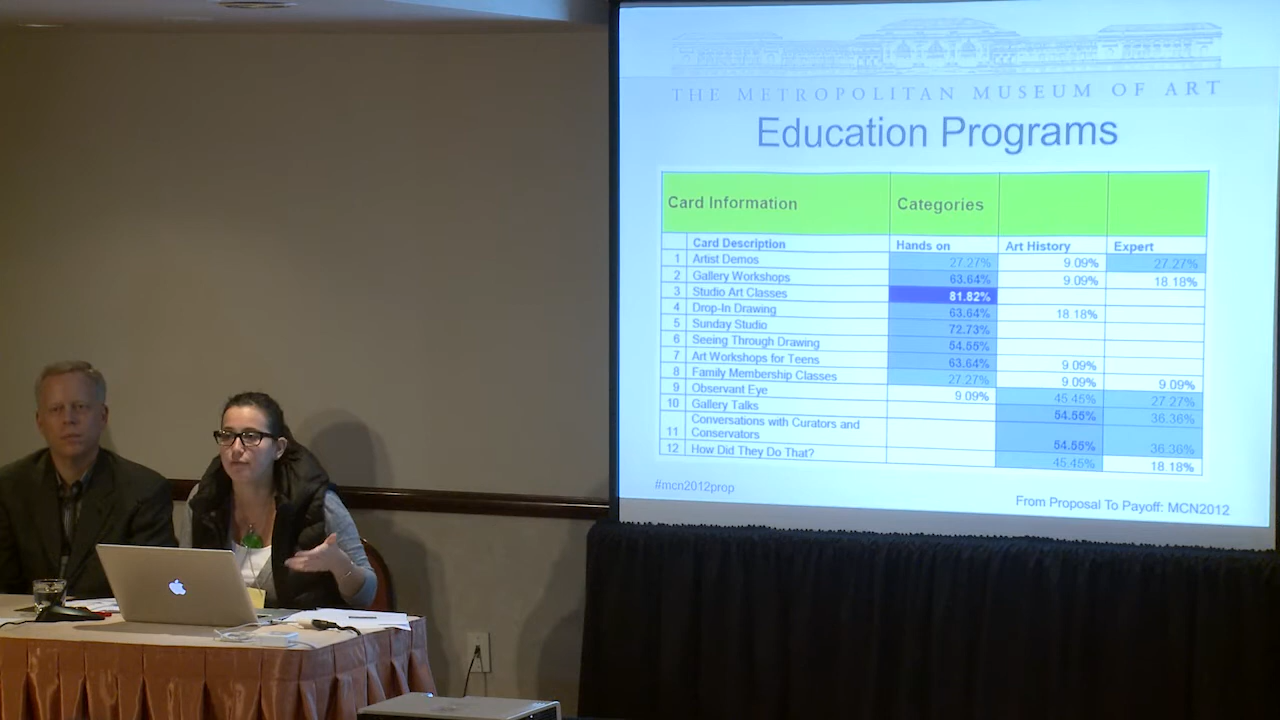 THE METROPOLITAN MUSEUM OF ART
Education Programs
Card Information Categories
Card Description Hands on Art History Expert
1 Artist Demos 27.27% 9.09% 27.27%
2 Gallery Workshops 63.64% 9.09% 18.18%
3 Studio Art Classes 81.82%
4 Drop-In Drawing 63.64% 18.18%
5 Sunday Studio 72.73%
6 Seeing Through Drawing 54.55%
7 Art Workshops for Teens 63.64% 9.09%
8 Family Membership Classes 27.27% 9.09% 9.09%
9 Observant Eye 9.09% 45.45% 27.27%
10 Gallery Talks 54.55% 36.36%
Conversations with Curators and
11 Conservators 54.55% 36.36%
12 How Did They Do That? 45.45% 18.18%
#mcn2012prop
From Proposal To Payoff: MCN2012